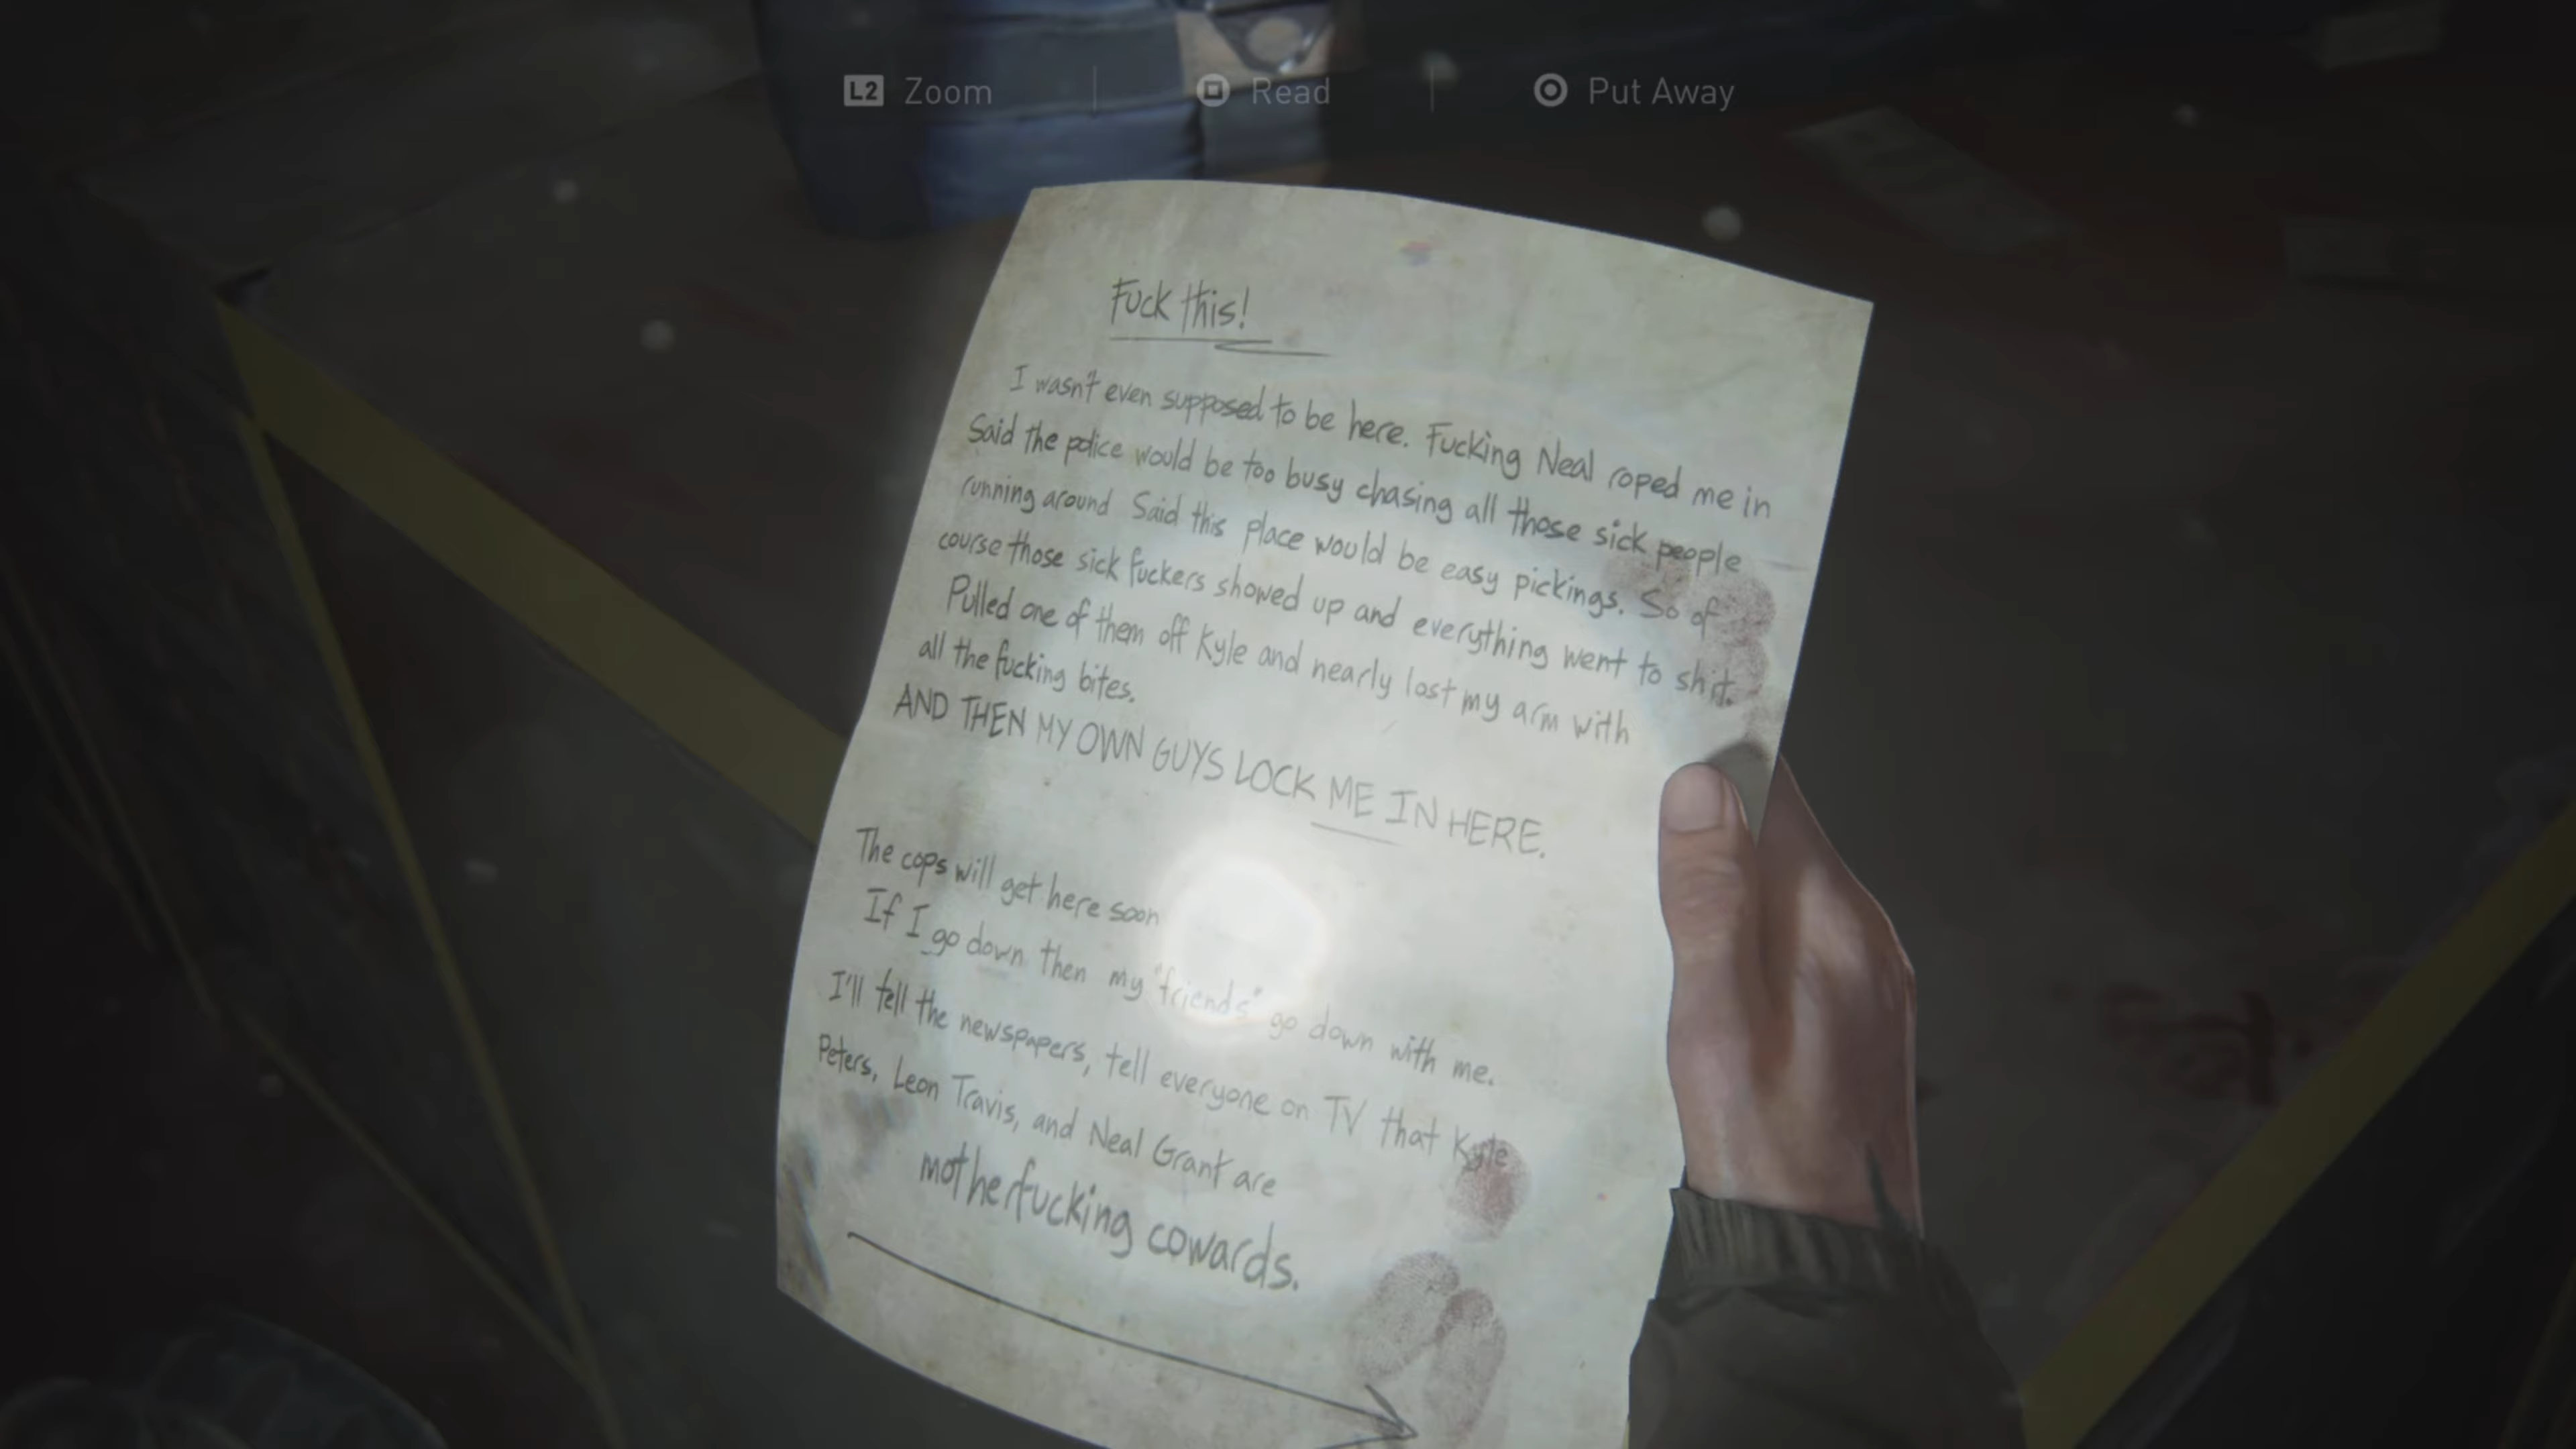 L2 Zoom | Read | Put Away
Fuck this!
I wasn't even supposed to be here. Fucking Neal roped me in
Said the police would be too busy chasing all those sick people
running around Said this place would be easy pickings. So of
course those sick fuckers showed up and everything went to shit.
Pulled one of them off Kyle and nearly lost my arm with
all the fucking bites.
AND THEN MY OWN GUYS LOCK ME IN HERE.
The cops will get here soon
If I go down then my "friends" go down with me.
I'll tell the newspapers, tell everyone on TV that Kyle
Peters, Leon Travis, and Neal Grant are
motherfucking cowards.